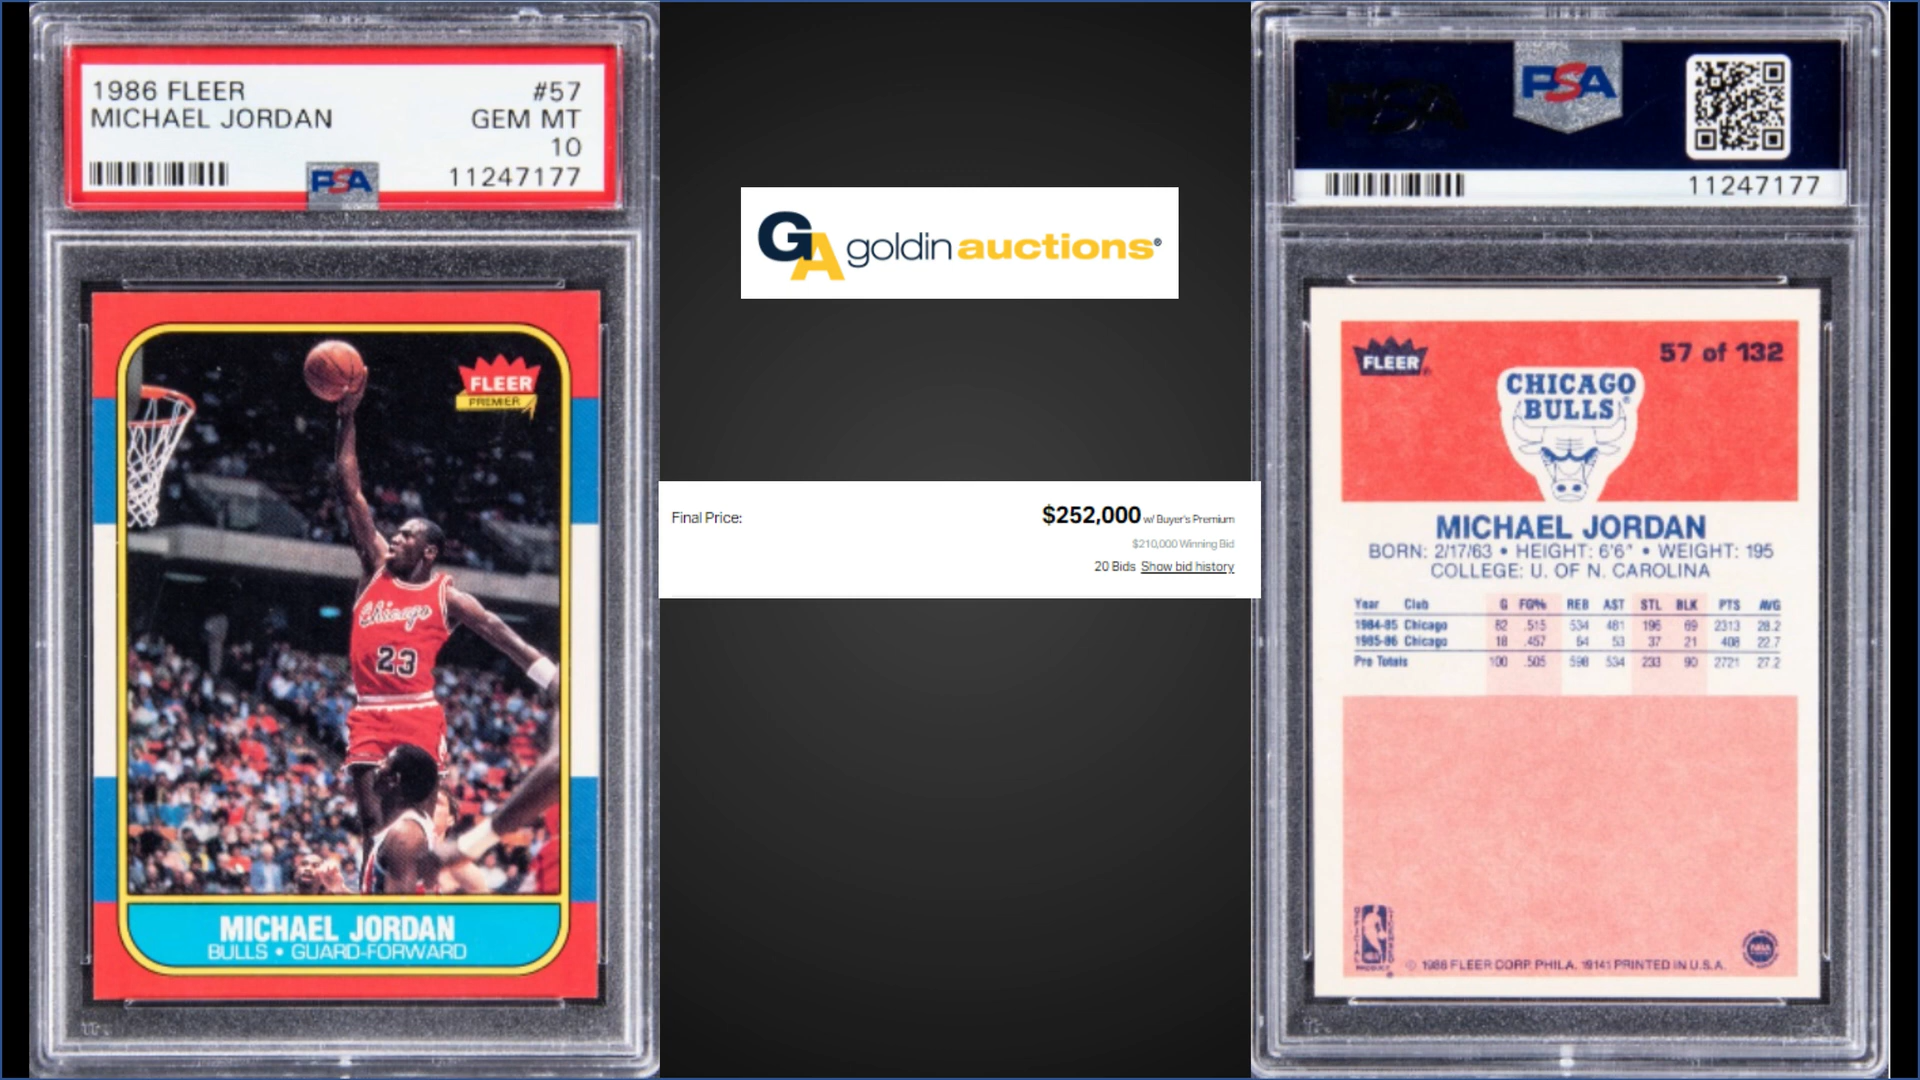 1986 FLEER #57
MICHAEL JORDAN GEM MT
10
PSA 11247177
FLEER
PREMIER
Chicago
23
MICHAEL JORDAN
BULLS • GUARD-FORWARD
GA goldin auctions®
Final Price: $252,000 w/ Buyer's Premium
$210,000 Winning Bid
20 Bids Show bid history
PSA PSA
11247177
FLEER® 57 of 132
CHICAGO
BULLS®
MICHAEL JORDAN
BORN: 2/17/63 • HEIGHT: 6'6" • WEIGHT: 195
COLLEGE: U. OF N. CAROLINA
Year Club G FG% REB AST STL BLK PTS AVG
1984-85 Chicago 82 .515 534 481 196 69 2313 28.2
1985-86 Chicago 18 .457 64 53 37 21 408 22.7
Pro Totals 100 .505 598 534 233 90 2721 27.2
© 1986 FLEER CORP. PHILA. 19141 PRINTED IN U.S.A.